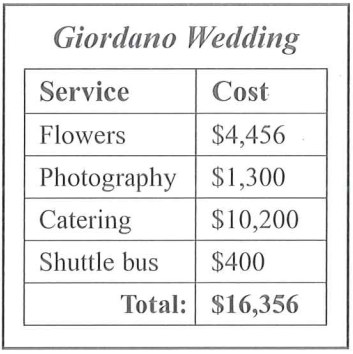 Giordano Wedding
Service Cost
Flowers $4,456
Photography $1,300
Catering $10,200
Shuttle bus $400
Total: $16,356